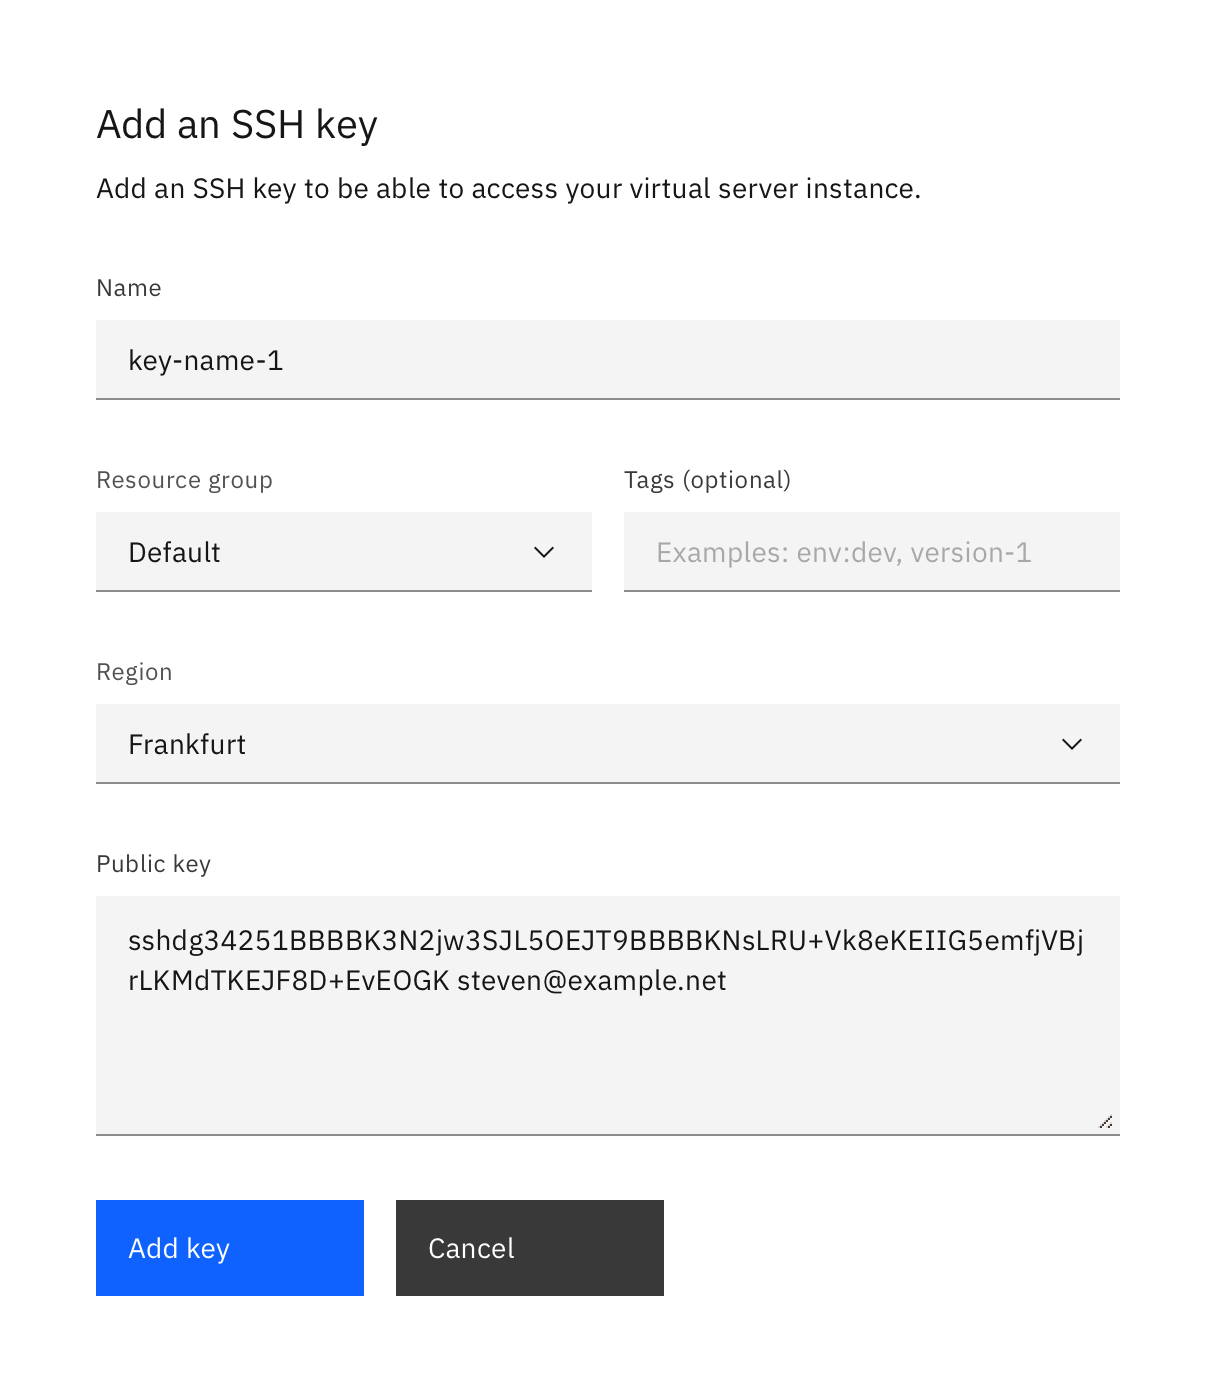 Add an SSH key
Add an SSH key to be able to access your virtual server instance.
Name
key-name-1
Resource group
Tags (optional)
Default
Examples: env:dev, version-1
Region
Frankfurt
Public key
sshdg34251BBBBK3N2jw3SJL5OEJT9BBBBKNsLRU+Vk8eKEIIG5emfjVBj
rLKMdTKEJF8D+EvEOGK steven@example.net
Add key
Cancel